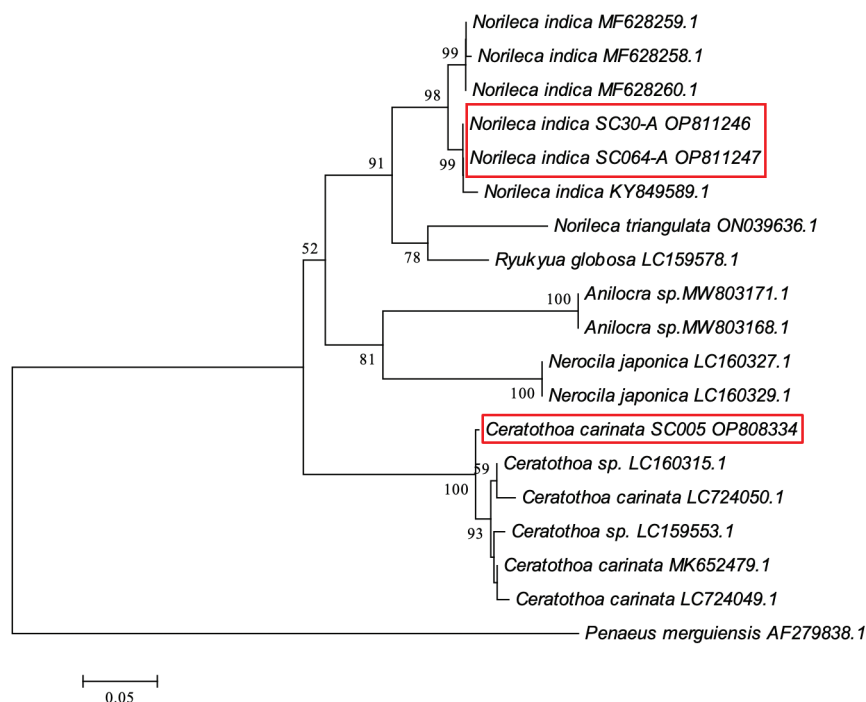 Norileca indica MF628259.1
99
Norileca indica MF628258.1
98
Norileca indica MF628260.1
Norileca indica SC30-A OP811246
91
99
Norileca indica SC064-A OP811247
Norileca indica KY849589.1
Norileca triangulata ON039636.1
52
78
Ryukyua globosa LC159578.1
Anilocra sp.MW803171.1
100
Anilocra sp.MW803168.1
81
Nerocila japonica LC160327.1
100
Nerocila japonica LC160329.1
Ceratothoa carinata SC005 OP808334
59
Ceratothoa sp. LC160315.1
100
Ceratothoa carinata LC724050.1
93
Ceratothoa sp. LC159553.1
Ceratothoa carinata MK652479.1
Ceratothoa carinata LC724049.1
Penaeus merguiensis AF279838.1
0.05